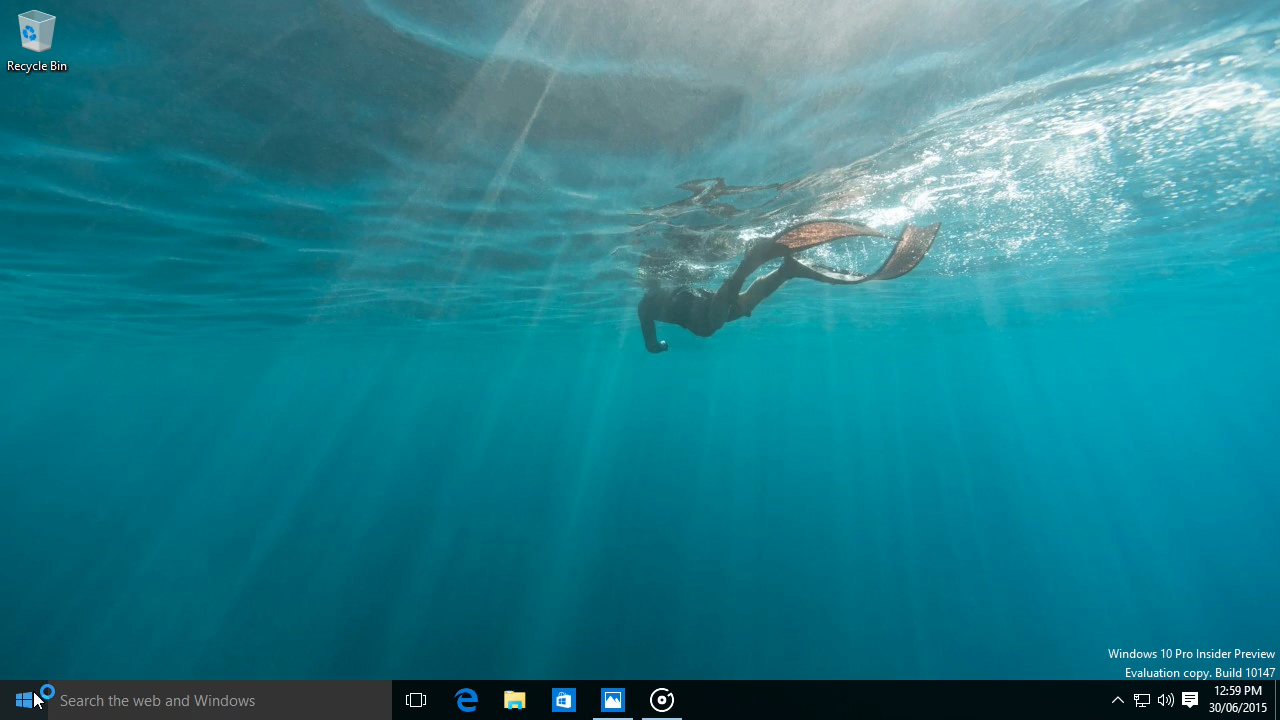 Recycle Bin
Windows 10 Pro Insider Preview
Evaluation copy. Build 10147
Search the web and Windows
12:59 PM
30/06/2015